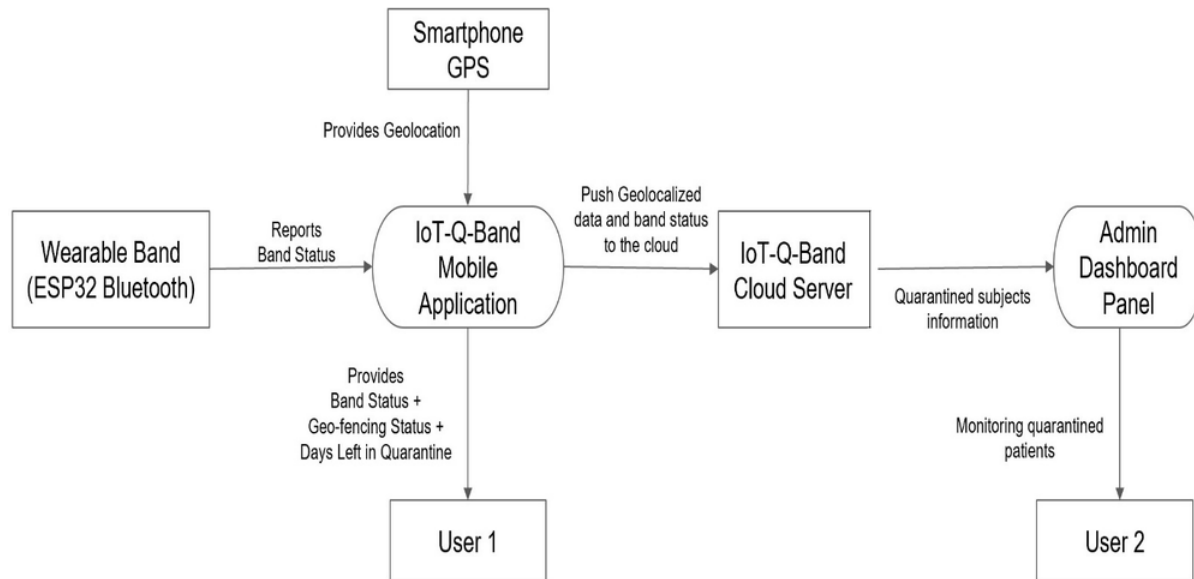 Smartphone
GPS
Provides Geolocation
Wearable Band
(ESP32 Bluetooth)
Reports
Band Status
IoT-Q-Band
Mobile
Application
Push Geolocalized
data and band status
to the cloud
IoT-Q-Band
Cloud Server
Quarantined subjects
information
Admin
Dashboard
Panel
Provides
Band Status +
Geo-fencing Status +
Days Left in Quarantine
Monitoring quarantined
patients
User 1
User 2